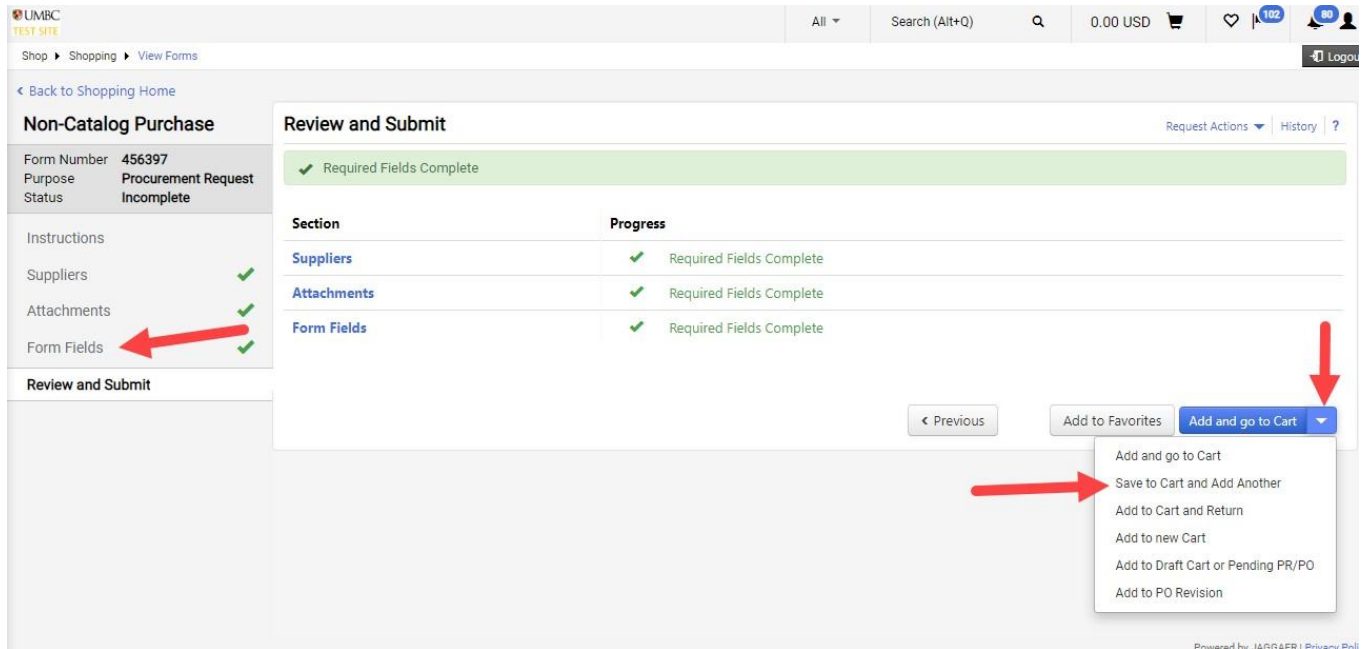 UMBC
TEST SITE
All
Search (Alt+Q)
0.00 USD
102
80
Shop Shopping View Forms
Logou
Back to Shopping Home
Non-Catalog Purchase
Form Number 456397
Purpose Procurement Request
Status Incomplete
Instructions
Suppliers
Attachments
Form Fields
Review and Submit
Review and Submit
Request Actions History ?
Required Fields Complete
Section Progress
Suppliers Required Fields Complete
Attachments Required Fields Complete
Form Fields Required Fields Complete
Previous
Add to Favorites
Add and go to Cart
Add and go to Cart
Save to Cart and Add Another
Add to Cart and Return
Add to new Cart
Add to Draft Cart or Pending PR/PO
Add to PO Revision
Powered by JAGGAER | Privacy Poli